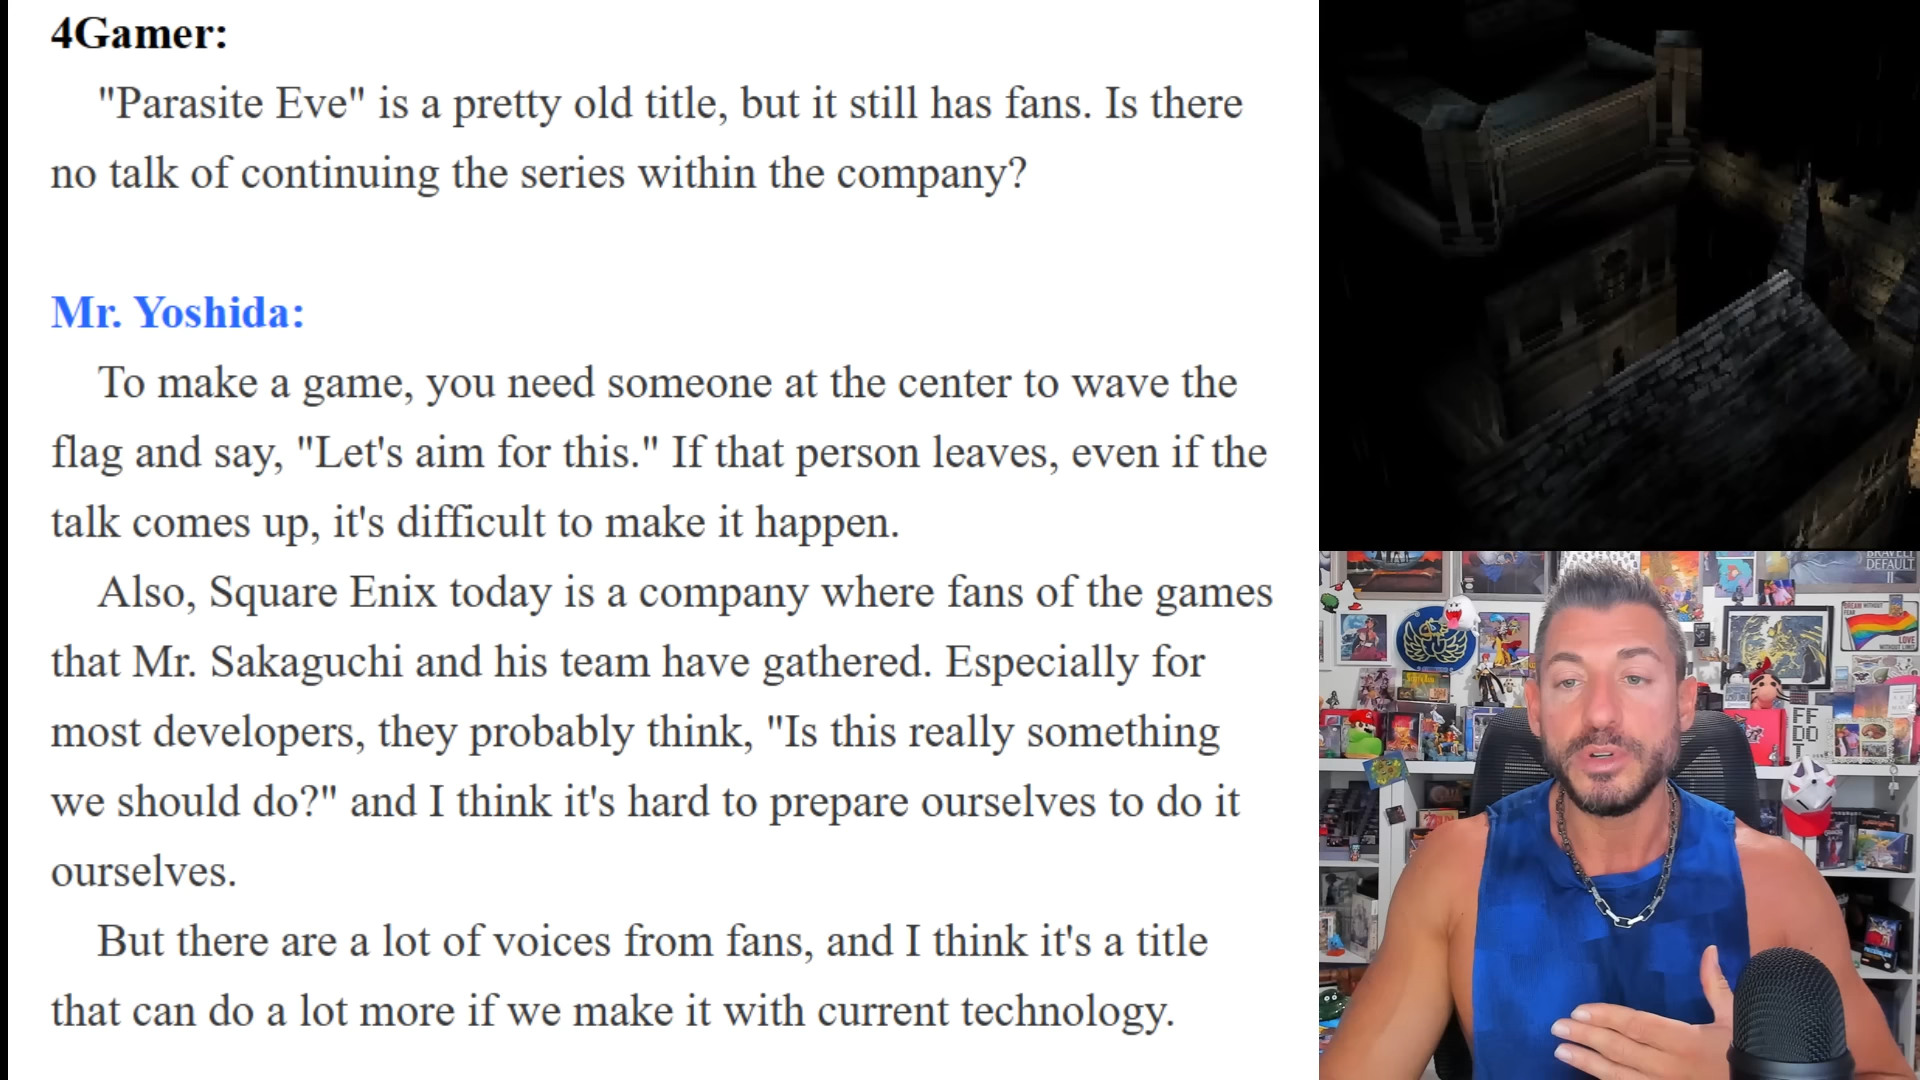 4Gamer:
"Parasite Eve" is a pretty old title, but it still has fans. Is there
no talk of continuing the series within the company?
Mr. Yoshida:
To make a game, you need someone at the center to wave the
flag and say, "Let's aim for this." If that person leaves, even if the
talk comes up, it's difficult to make it happen.
Also, Square Enix today is a company where fans of the games
that Mr. Sakaguchi and his team have gathered. Especially for
most developers, they probably think, "Is this really something
we should do?" and I think it's hard to prepare ourselves to do it
ourselves.
But there are a lot of voices from fans, and I think it's a title
that can do a lot more if we make it with current technology.
BRAVELY
DEFAULT
II
FF
DO
T